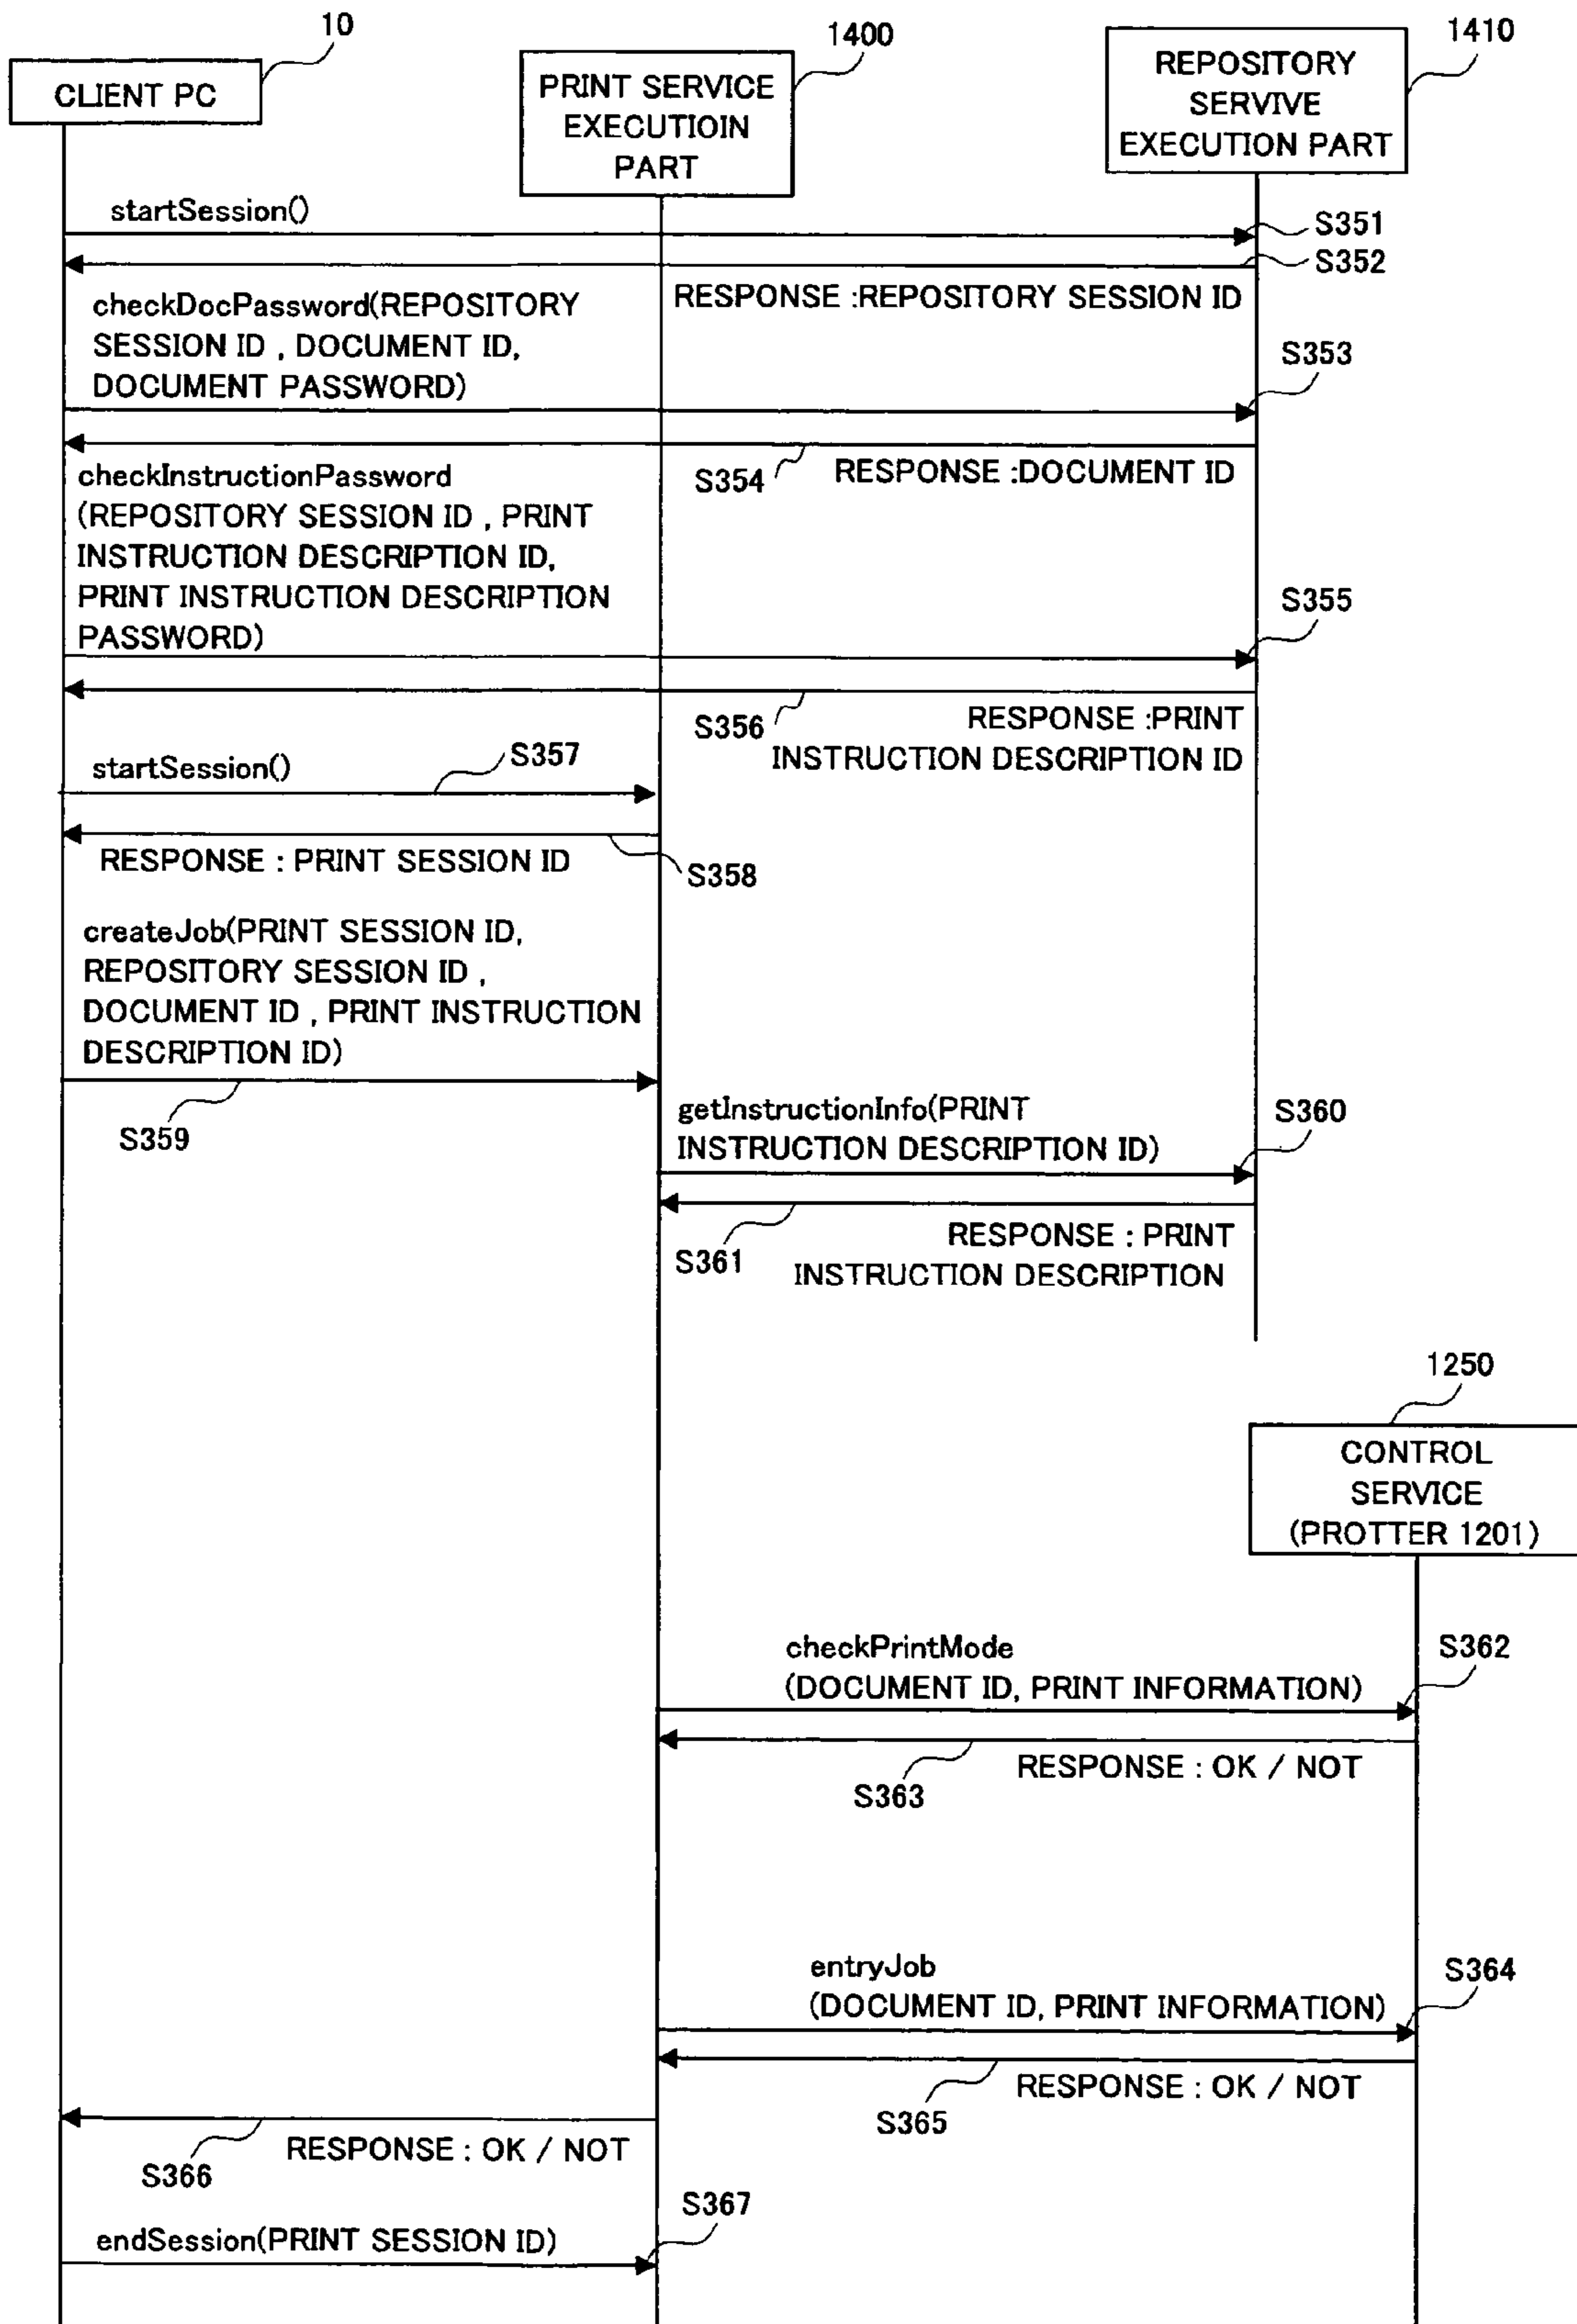 10
CLIENT PC
1400
PRINT SERVICE
EXECUTIOIN
PART
1410
REPOSITORY
SERVIVE
EXECUTION PART
startSession()
S351
S352
RESPONSE :REPOSITORY SESSION ID
checkDocPassword(REPOSITORY
SESSION ID , DOCUMENT ID,
DOCUMENT PASSWORD)
S353
S354
RESPONSE :DOCUMENT ID
checkInstructionPassword
(REPOSITORY SESSION ID , PRINT
INSTRUCTION DESCRIPTION ID,
PRINT INSTRUCTION DESCRIPTION
PASSWORD)
S355
S356
RESPONSE :PRINT
INSTRUCTION DESCRIPTION ID
startSession()
S357
RESPONSE : PRINT SESSION ID
S358
createJob(PRINT SESSION ID,
REPOSITORY SESSION ID ,
DOCUMENT ID , PRINT INSTRUCTION
DESCRIPTION ID)
S359
getInstructionInfo(PRINT
INSTRUCTION DESCRIPTION ID)
S360
S361
RESPONSE : PRINT
INSTRUCTION DESCRIPTION
1250
CONTROL
SERVICE
(PROTTER 1201)
checkPrintMode
(DOCUMENT ID, PRINT INFORMATION)
S362
S363
RESPONSE : OK / NOT
entryJob
(DOCUMENT ID, PRINT INFORMATION)
S364
S365
RESPONSE : OK / NOT
S366
RESPONSE : OK / NOT
S367
endSession(PRINT SESSION ID)